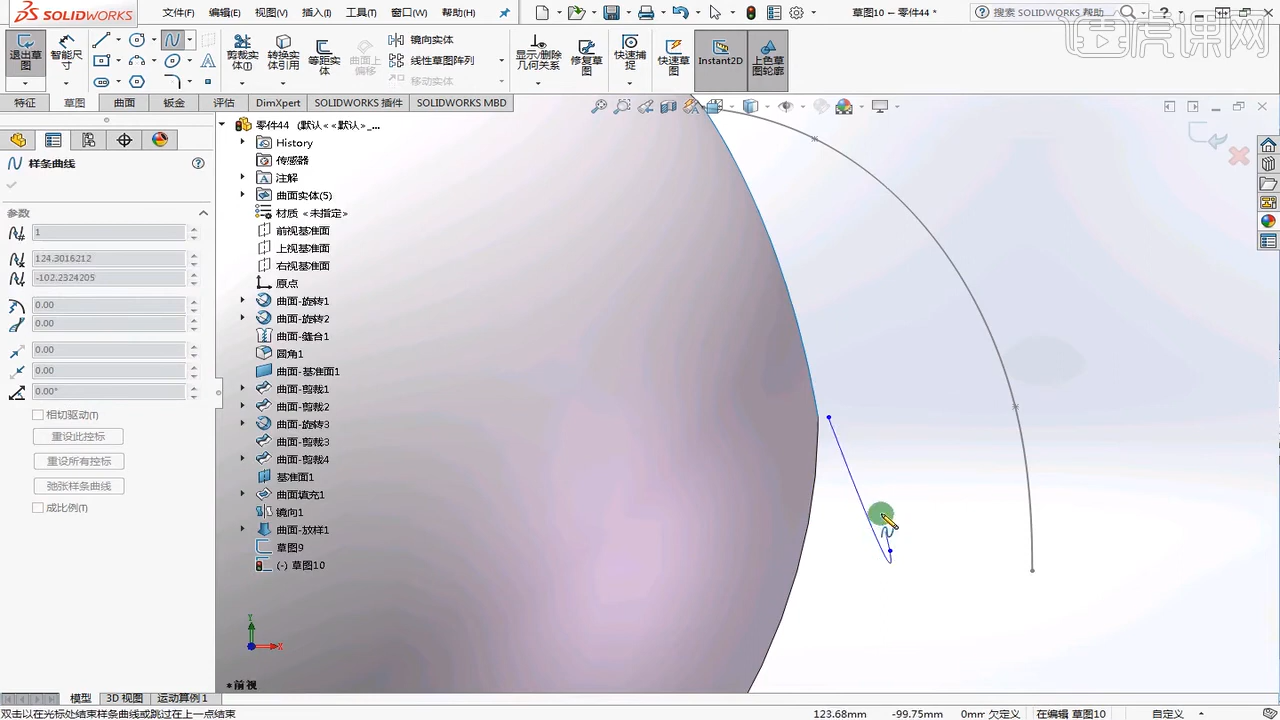 SOLIDWORKS 文件(F) 编辑(E) 视图(V) 插入(I) 工具(T) 窗口(W) 帮助(H) 草图10 - 零件44 * 搜索 SOLIDWORKS 帮助
虎课网
退出草图 智能尺寸 剪裁实体(T) 转换实体引用 等距实体 曲面上偏移 镜向实体 线性草图阵列 移动实体 显示/删除几何关系 修复草图 快速捕捉 快速草图 Instant2D 上色草图轮廓
特征 草图 曲面 钣金 评估 DimXpert SOLIDWORKS 插件 SOLIDWORKS MBD
零件44 (默认<<默认>_...
History
样条曲线
传感器
注解
曲面实体(5)
参数
材质 <未指定>
1
前视基准面
上视基准面
124.3016212
右视基准面
-102.2324205
原点
0.00
曲面-旋转1
0.00
曲面-旋转2
曲面-缝合1
0.00
圆角1
0.00
曲面-基准面1
0.00°
曲面-剪裁1
曲面-剪裁2
相切驱动(T)
曲面-旋转3
重设此控标
曲面-剪裁3
重设所有控标
曲面-剪裁4
基准面1
弛张样条曲线
曲面填充1
成比例(T)
镜向1
曲面-放样1
草图9
(-) 草图10
Y
X
*前视
模型 3D 视图 运动算例 1
双击以在光标处结束样条曲线或跳过在上一点结束 123.68mm -99.75mm 0mm 欠定义 在编辑 草图10 自定义